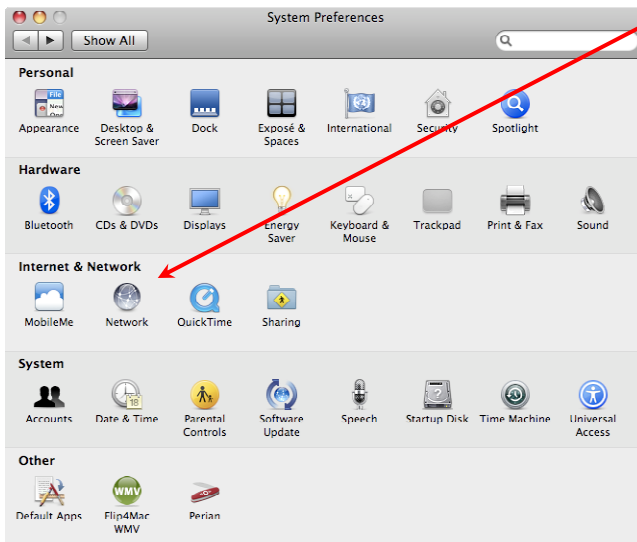 System Preferences
Show All
Personal
Appearance Desktop & Screen Saver Dock Exposé & Spaces International Security Spotlight
Hardware
Bluetooth CDs & DVDs Displays Energy Saver Keyboard & Mouse Trackpad Print & Fax Sound
Internet & Network
MobileMe Network QuickTime Sharing
System
Accounts Date & Time Parental Controls Software Update Speech Startup Disk Time Machine Universal Access
Other
Default Apps Flip4Mac WMV Perian